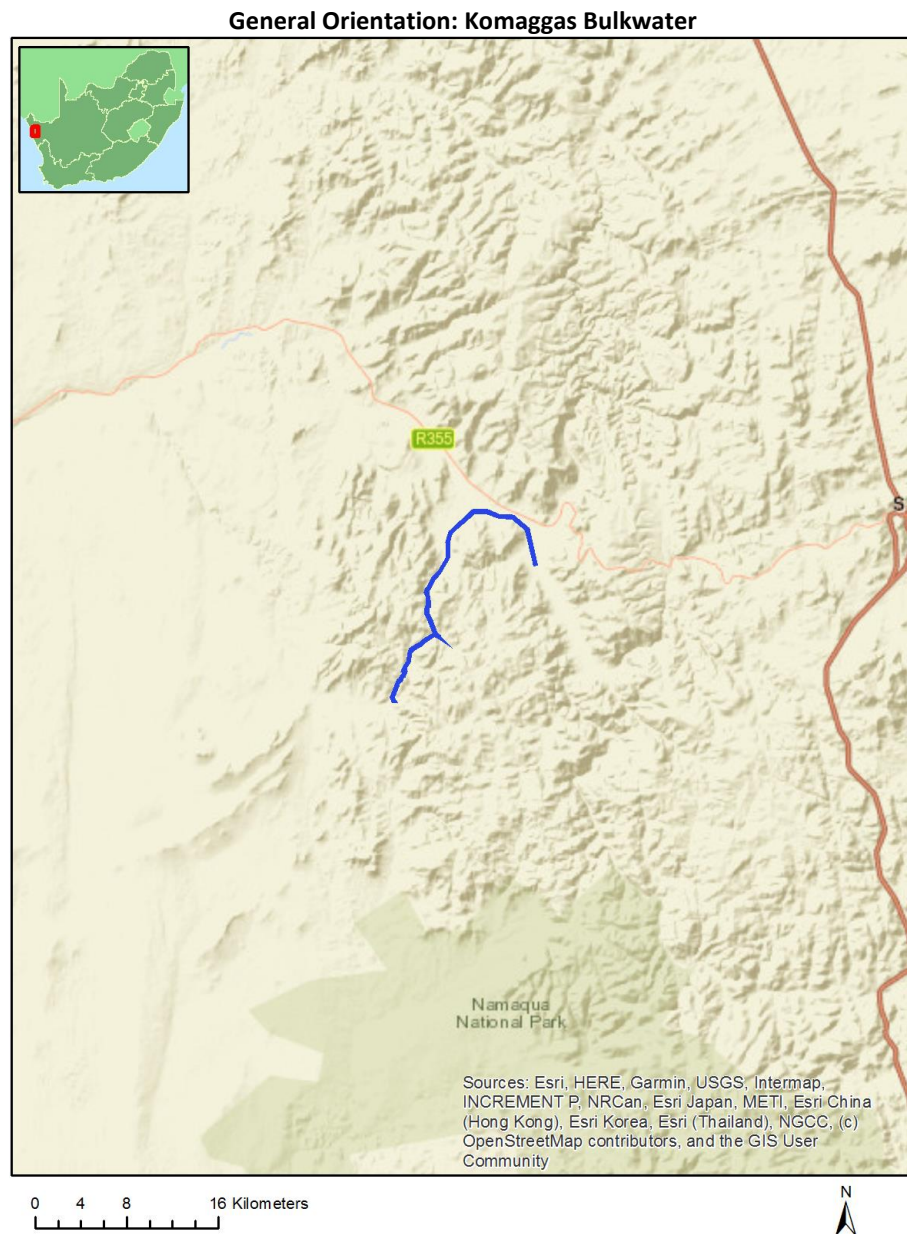 General Orientation: Komaggas Bulkwater
R355
S
Namaqua
National Park
Sources: Esri, HERE, Garmin, USGS, Intermap,
INCREMENT P, NRCan, Esri Japan, METI, Esri China
(Hong Kong), Esri Korea, Esri (Thailand), NGCC, (c)
OpenStreetMap contributors, and the GIS User
Community
0 4 8 16 Kilometers
N